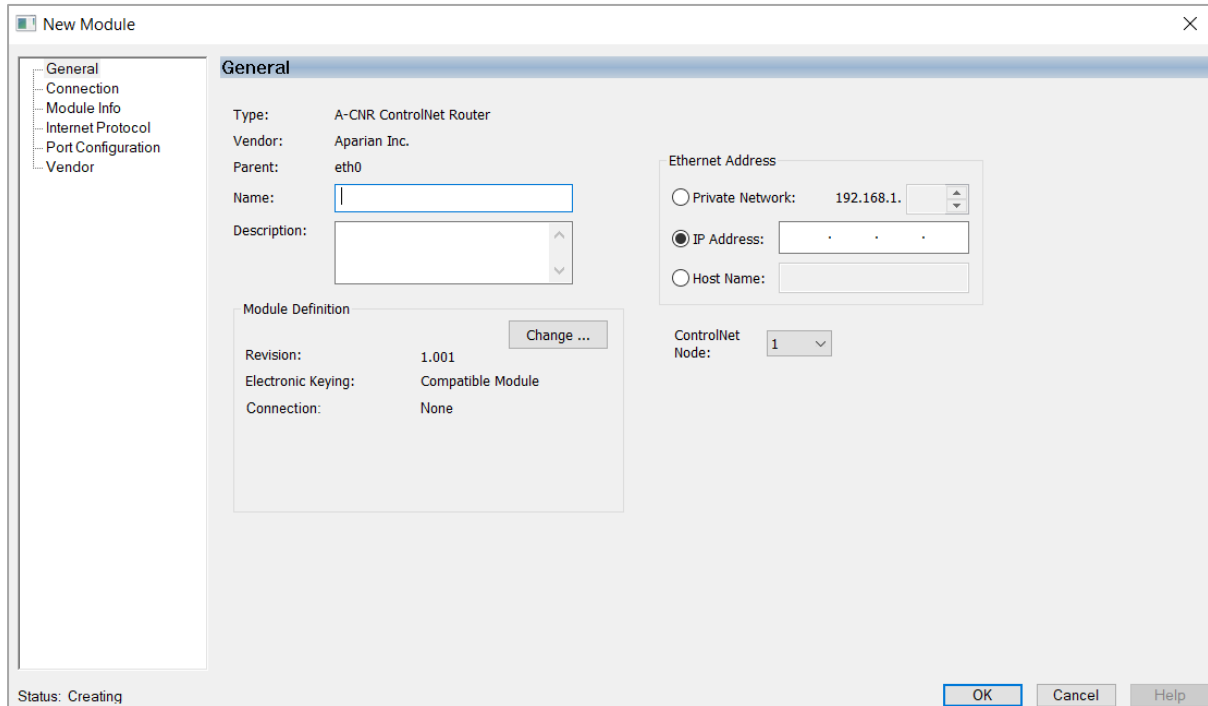 New Module
General
Connection
Module Info
Internet Protocol
Port Configuration
Vendor
General
Type: A-CNR ControlNet Router
Vendor: Aparian Inc.
Parent: eth0
Name:
Description:
Module Definition
Change ...
Revision: 1.001
Electronic Keying: Compatible Module
Connection: None
Ethernet Address
Private Network: 192.168.1.
IP Address: . . .
Host Name:
ControlNet
Node: 1
Status: Creating
OK Cancel Help